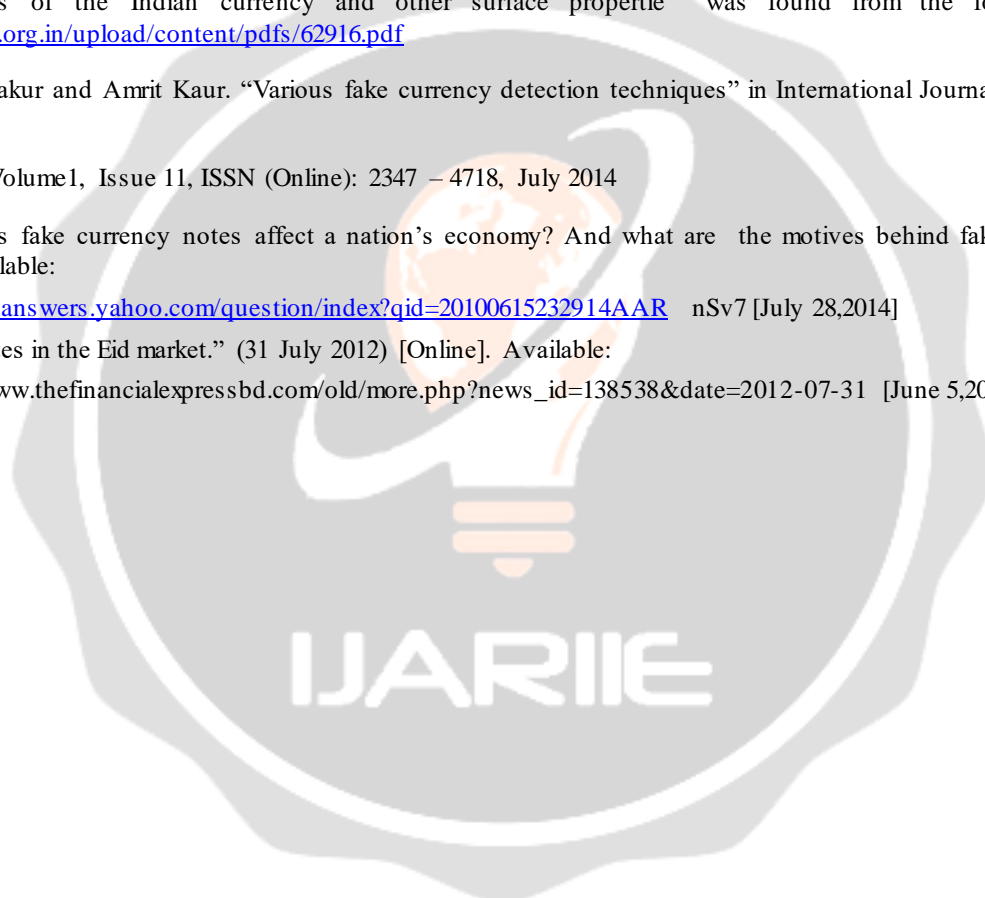 s of the Indian currency and other surface propertie was found from the fo
.org.in/upload/content/pdfs/62916.pdf
akur and Amrit Kaur. “Various fake currency detection techniques” in International Journa
Volume1, Issue 11, ISSN (Online): 2347 – 4718, July 2014
s fake currency notes affect a nation’s economy? And what are the motives behind fak
lable:
answers.yahoo.com/question/index?qid=20100615232914AAR nSv7 [July 28,2014]
es in the Eid market.” (31 July 2012) [Online]. Available:
ww.thefinancialexpressbd.com/old/more.php?news_id=138538&date=2012-07-31 [June 5,20
IJARIIE